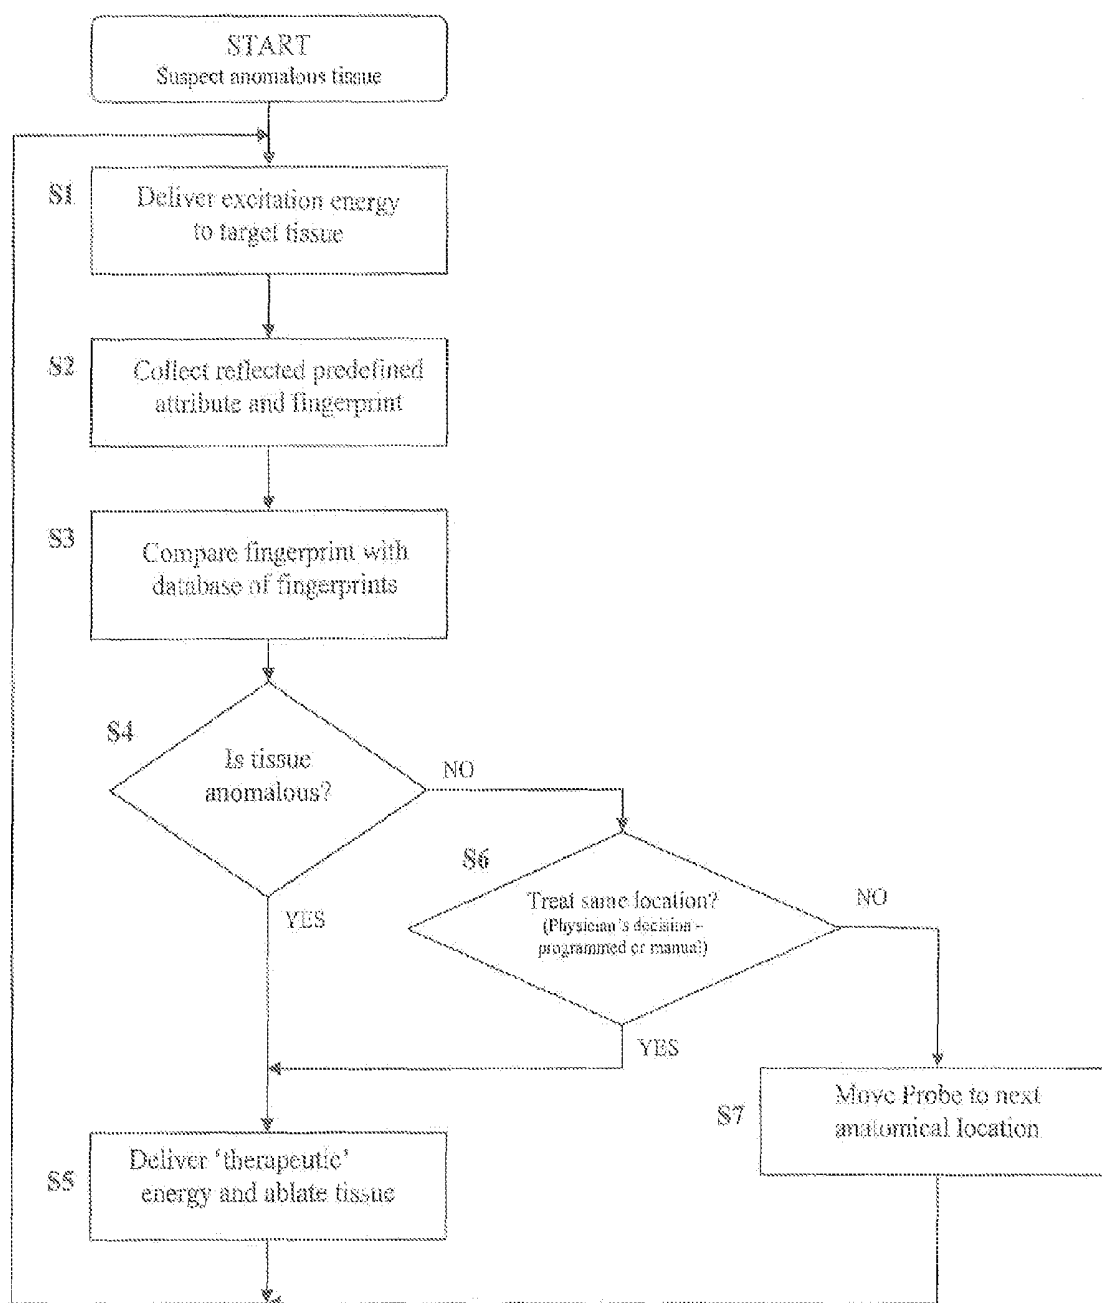 START
Suspect anomalous tissue
S1
Deliver excitation energy
to target tissue
S2
Collect reflected predefined
attribute and fingerprint
S3
Compare fingerprint with
database of fingerprints
S4
Is tissue
anomalous?
NO
YES
S6
Treat same location?
(Physician's decision -
programmed or manual)
NO
YES
S7
Move Probe to next
anatomical location
S5
Deliver 'therapeutic'
energy and ablate tissue